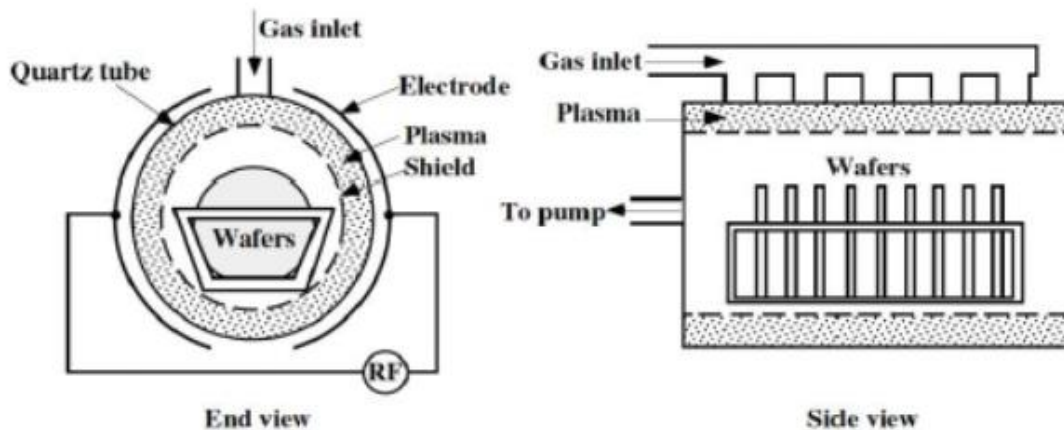 Gas inlet
Quartz tube
Electrode
Plasma
Shield
Wafers
RF
End view
Gas inlet
Plasma
Wafers
To pump
Side view